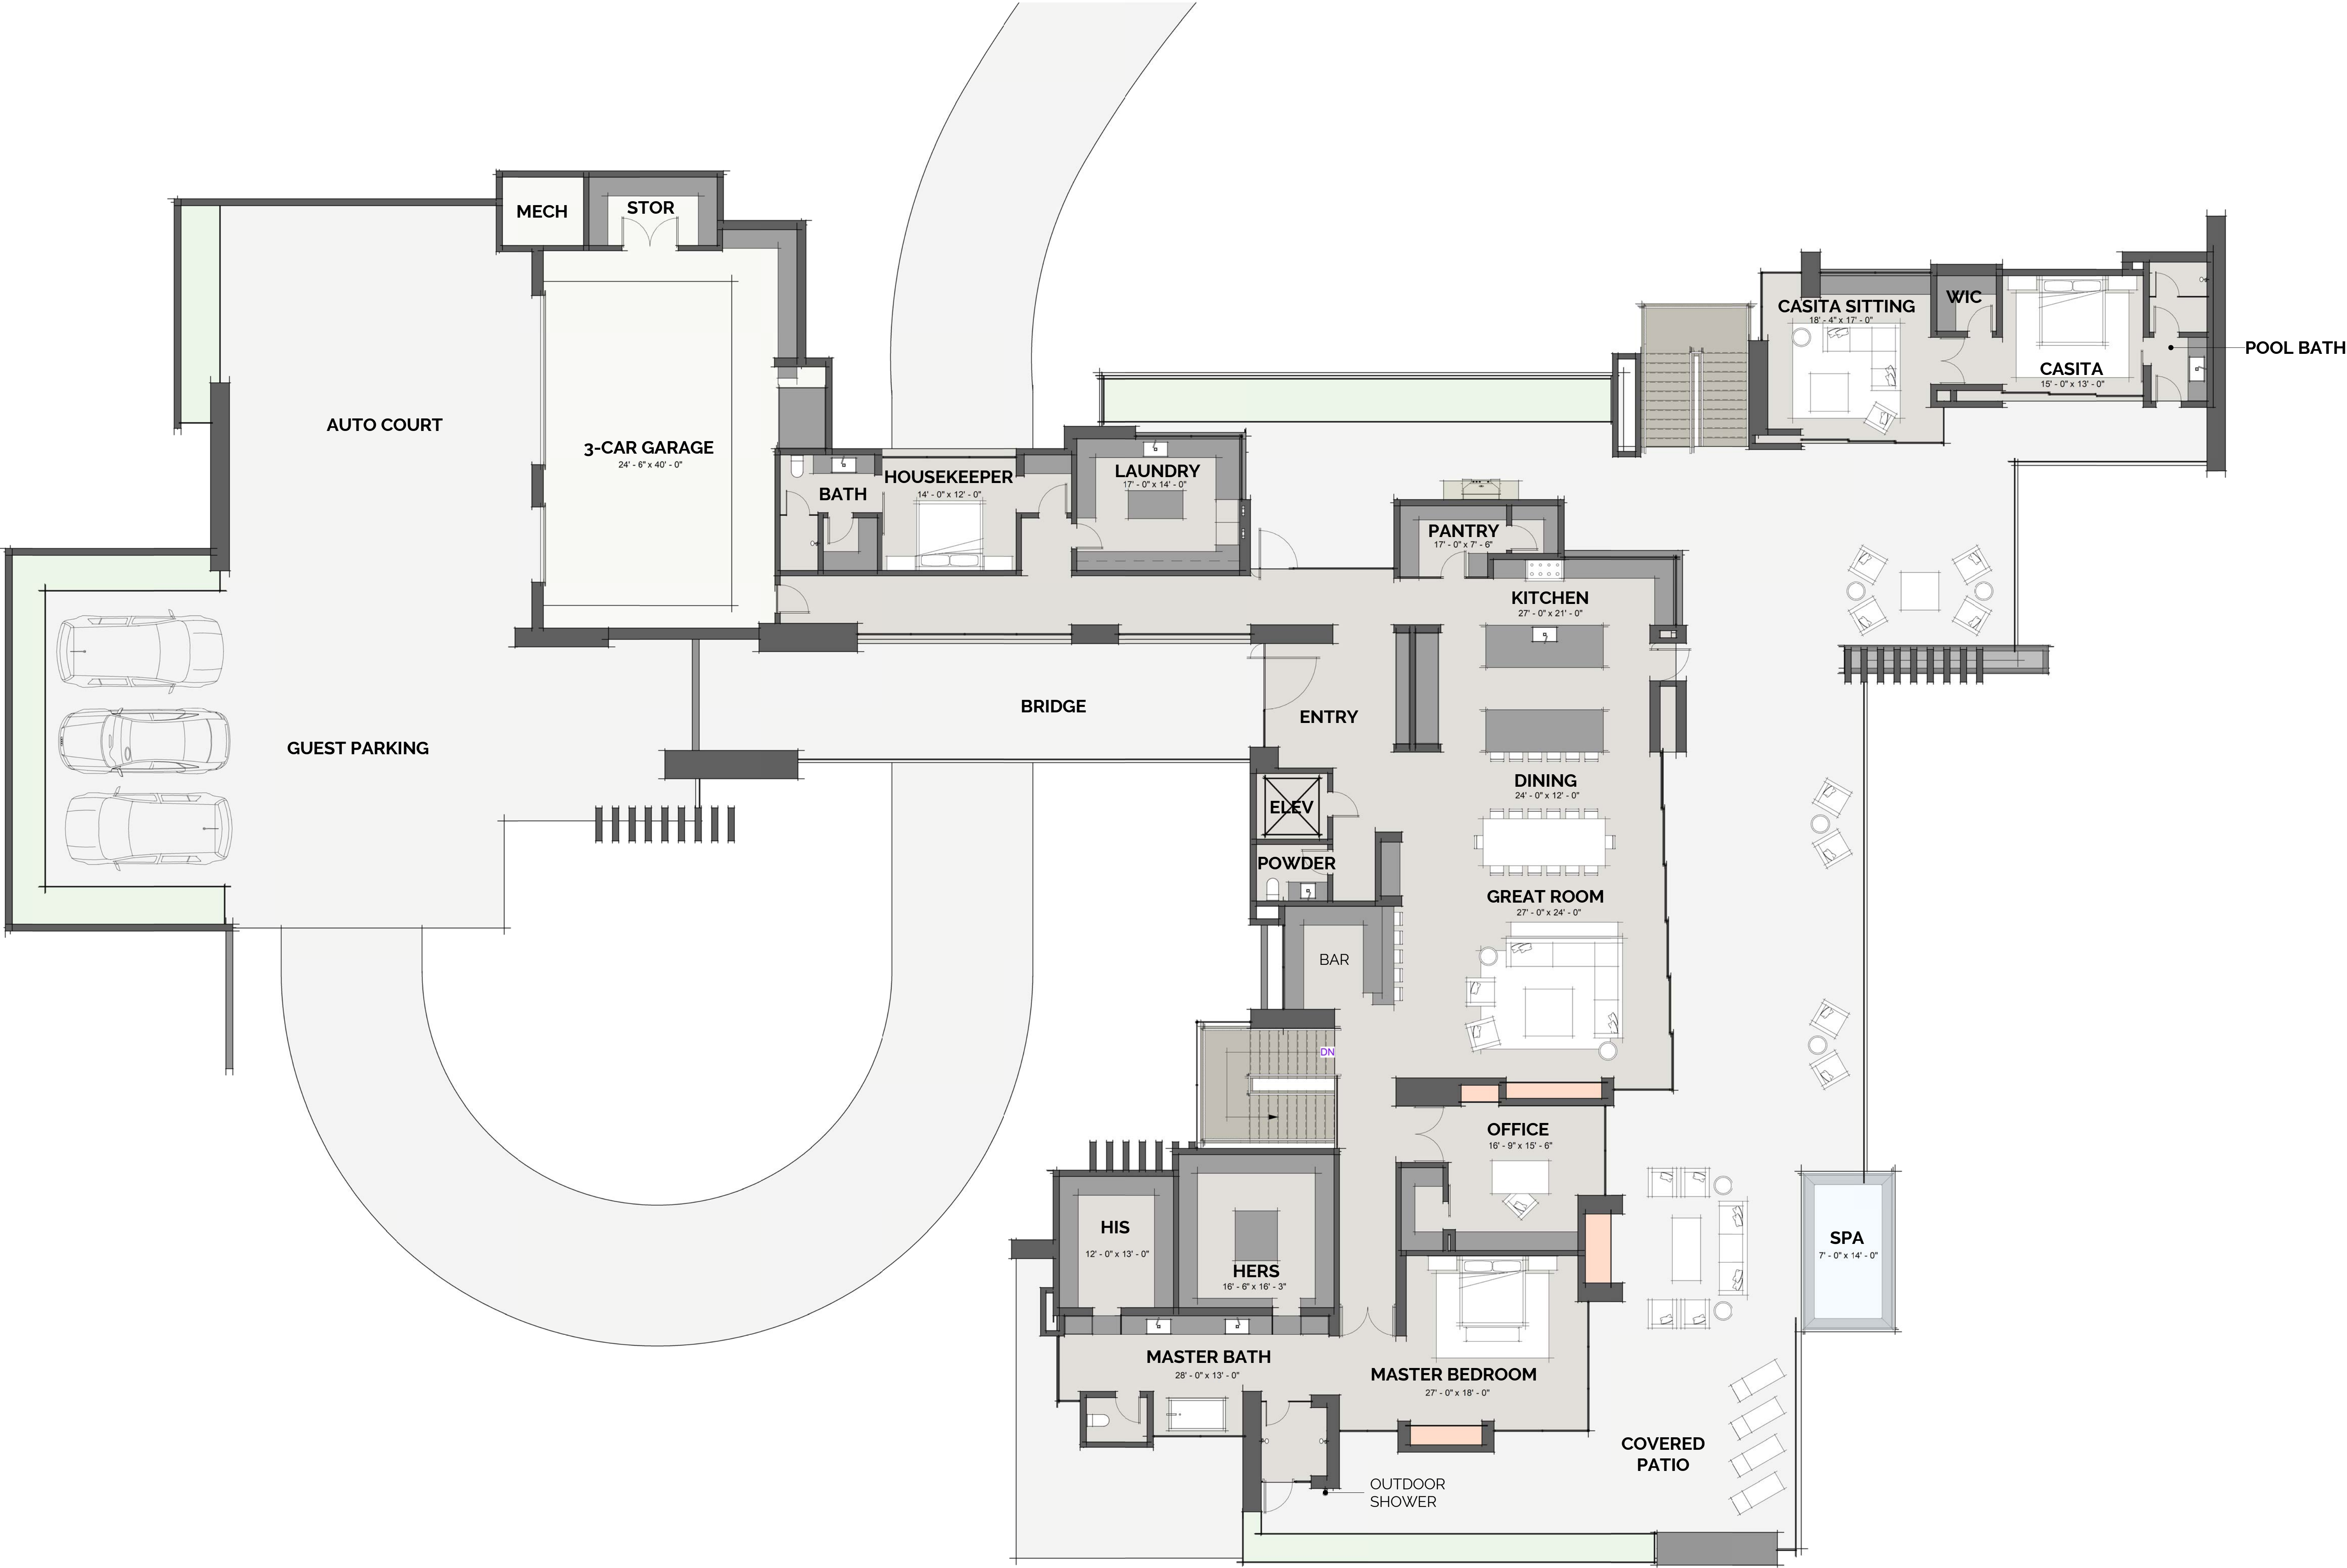 MECH
STOR
CASITA SITTING
18' - 4" x 17' - 0"
WIC
CASITA
15' - 0" x 13' - 0"
POOL BATH
AUTO COURT
3-CAR GARAGE
24' - 6" x 40' - 0"
BATH
HOUSEKEEPER
14' - 0" x 12' - 0"
LAUNDRY
17' - 0" x 14' - 0"
PANTRY
17' - 0" x 7' - 6"
KITCHEN
27' - 0" x 21' - 0"
BRIDGE
ENTRY
GUEST PARKING
DINING
24' - 0" x 12' - 0"
ELEV
POWDER
GREAT ROOM
27' - 0" x 24' - 0"
BAR
DN
OFFICE
16' - 9" x 15' - 6"
HIS
12' - 0" x 13' - 0"
HERS
16' - 6" x 16' - 3"
SPA
7' - 0" x 14' - 0"
MASTER BATH
28' - 0" x 13' - 0"
MASTER BEDROOM
27' - 0" x 18' - 0"
COVERED
PATIO
OUTDOOR
SHOWER